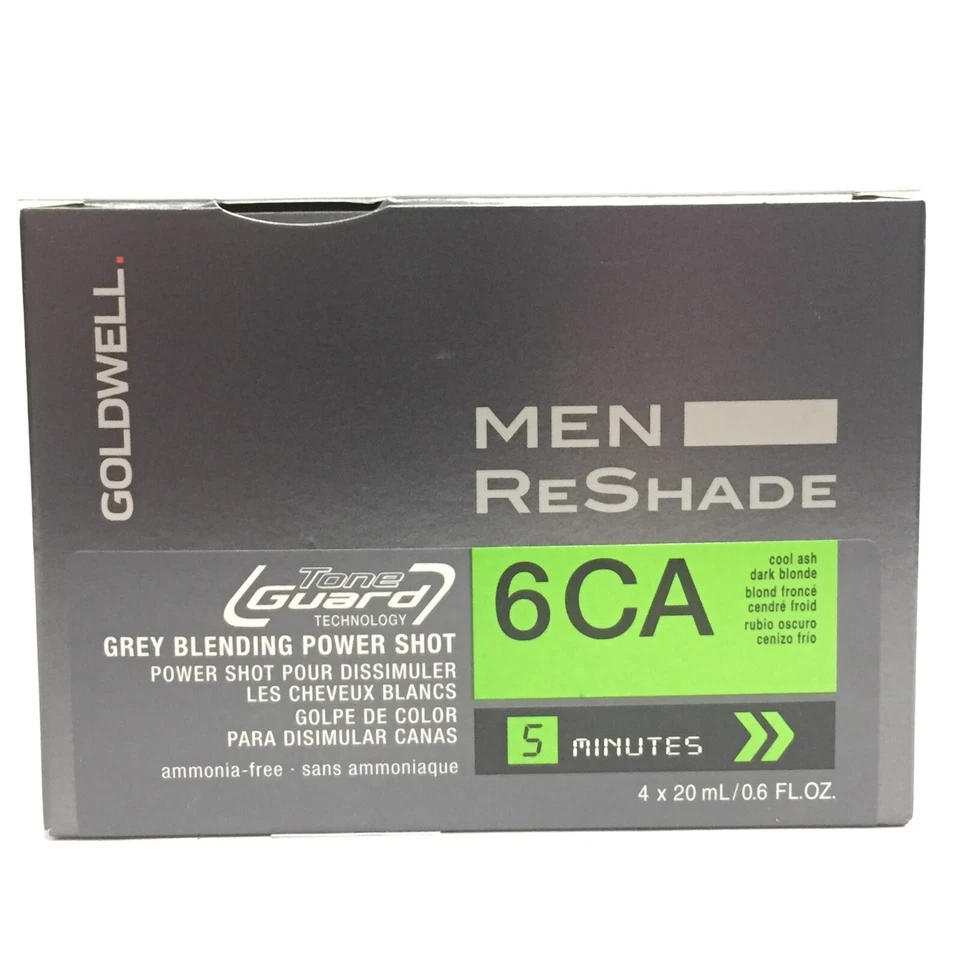 GOLDWELL.
MEN
RESHADE
Tone
Guard
TECHNOLOGY
GREY BLENDING POWER SHOT
POWER SHOT POUR DISSIMULER
LES CHEVEUX BLANCS
GOLPE DE COLOR
PARA DISIMULAR CANAS
ammonia-free · sans ammoniaque
6CA
cool ash
dark blonde
blond froncé
cendré froid
rubio oscuro
cenizo frío
5 MINUTES
4 x 20 mL/0.6 FL.OZ.